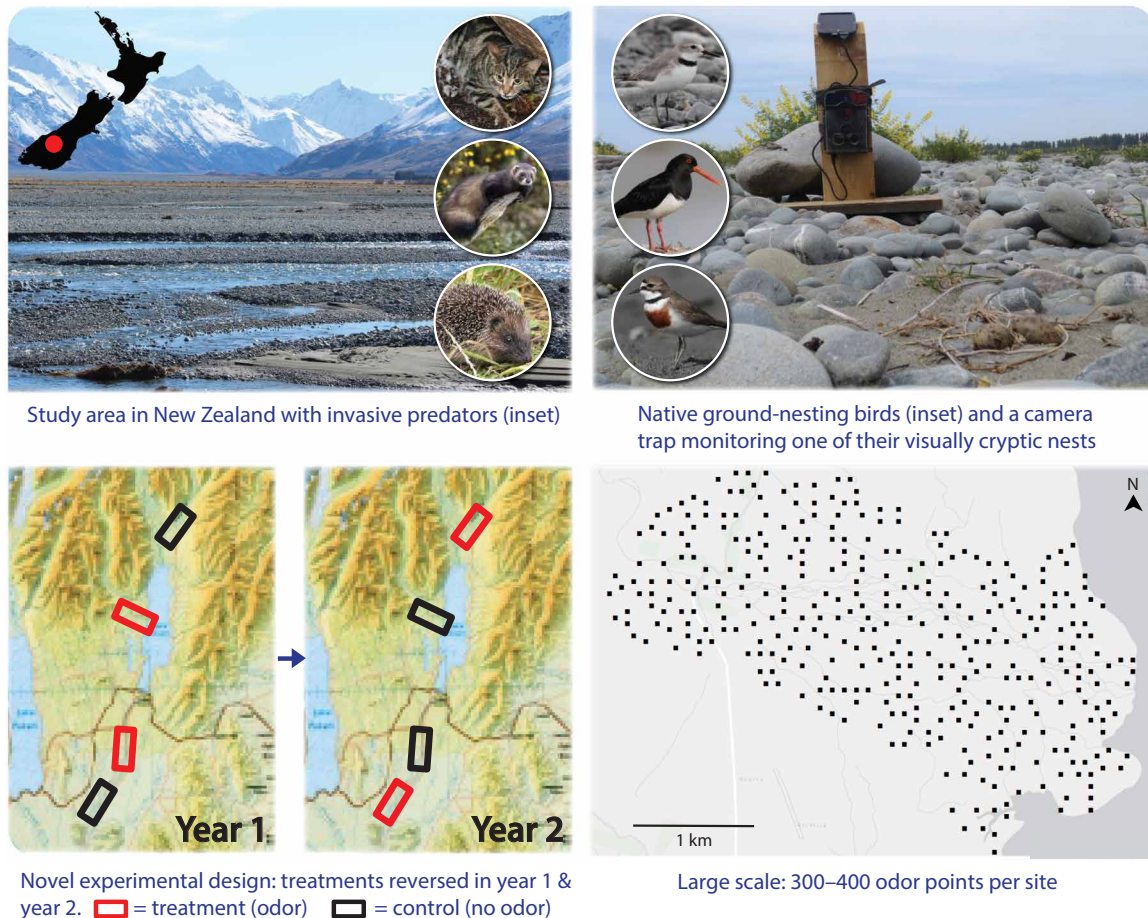 Study area in New Zealand with invasive predators (inset)
Native ground-nesting birds (inset) and a camera
trap monitoring one of their visually cryptic nests
Year 1
Year 2
N
1 km
Novel experimental design: treatments reversed in year 1 &
year 2. = treatment (odor) = control (no odor)
Large scale: 300–400 odor points per site